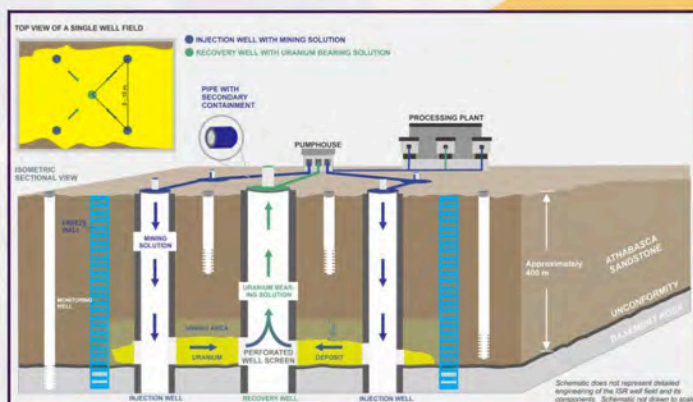 TOP VIEW OF A SINGLE WELL FIELD
INJECTION WELL WITH MINING SOLUTION
RECOVERY WELL WITH URANIUM BEARING SOLUTION
PIPE WITH
SECONDARY
CONTAINMENT
PROCESSING PLANT
PUMPHOUSE
ISOMETRIC
SECTIONAL VIEW
FREEZE
WELL
MINING
SOLUTION
Approximately
400 m
ATHABASCA
SANDSTONE
URANIUM BEAR-
ING SOLUTION
MONITORING
WELL
UNCONFORMITY
BASEMENT ROCK
MINING AREA
URANIUM
PERFORATED
WELL SCREEN
DEPOSIT
INJECTION WELL
RECOVERY WELL
INJECTION WELL
Schematic does not represent detailed
engineering of the ISR well field and its
components. Schematic not drawn to scale